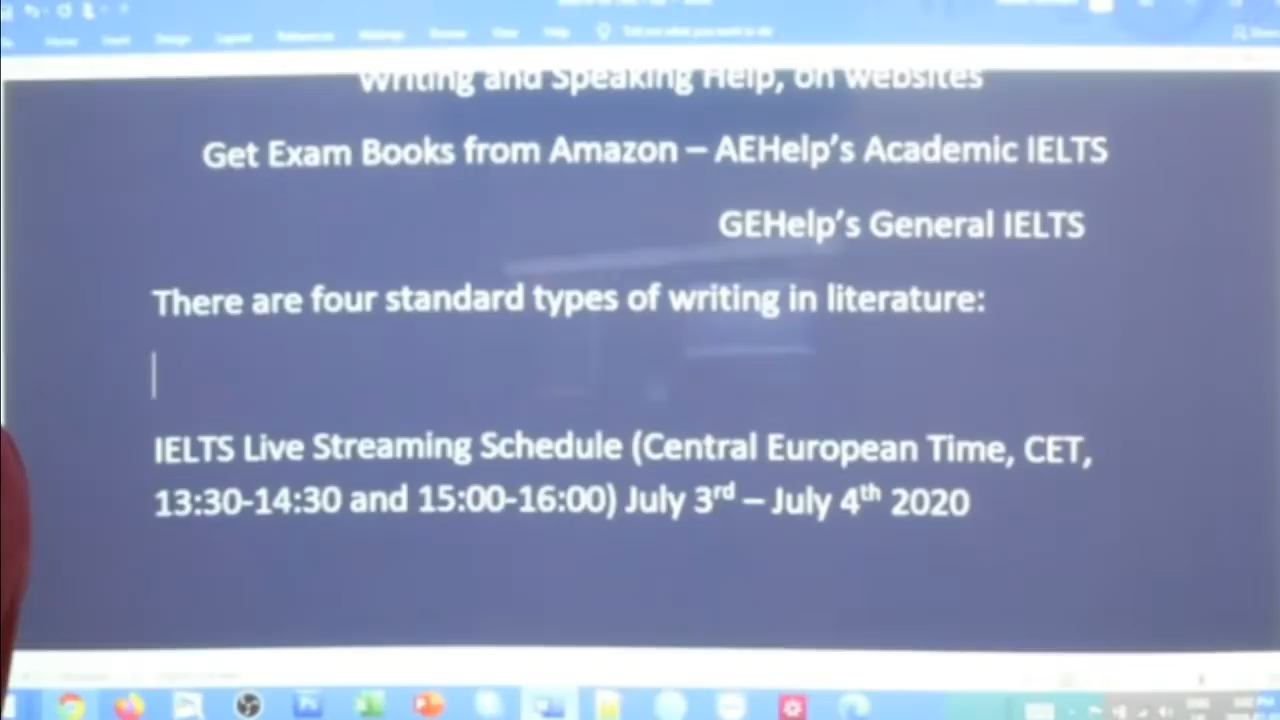 Writing and Speaking Help, on websites
Get Exam Books from Amazon – AEHelp's Academic IELTS
GEHelp's General IELTS
There are four standard types of writing in literature:
IELTS Live Streaming Schedule (Central European Time, CET,
13:30-14:30 and 15:00-16:00) July 3rd – July 4th 2020